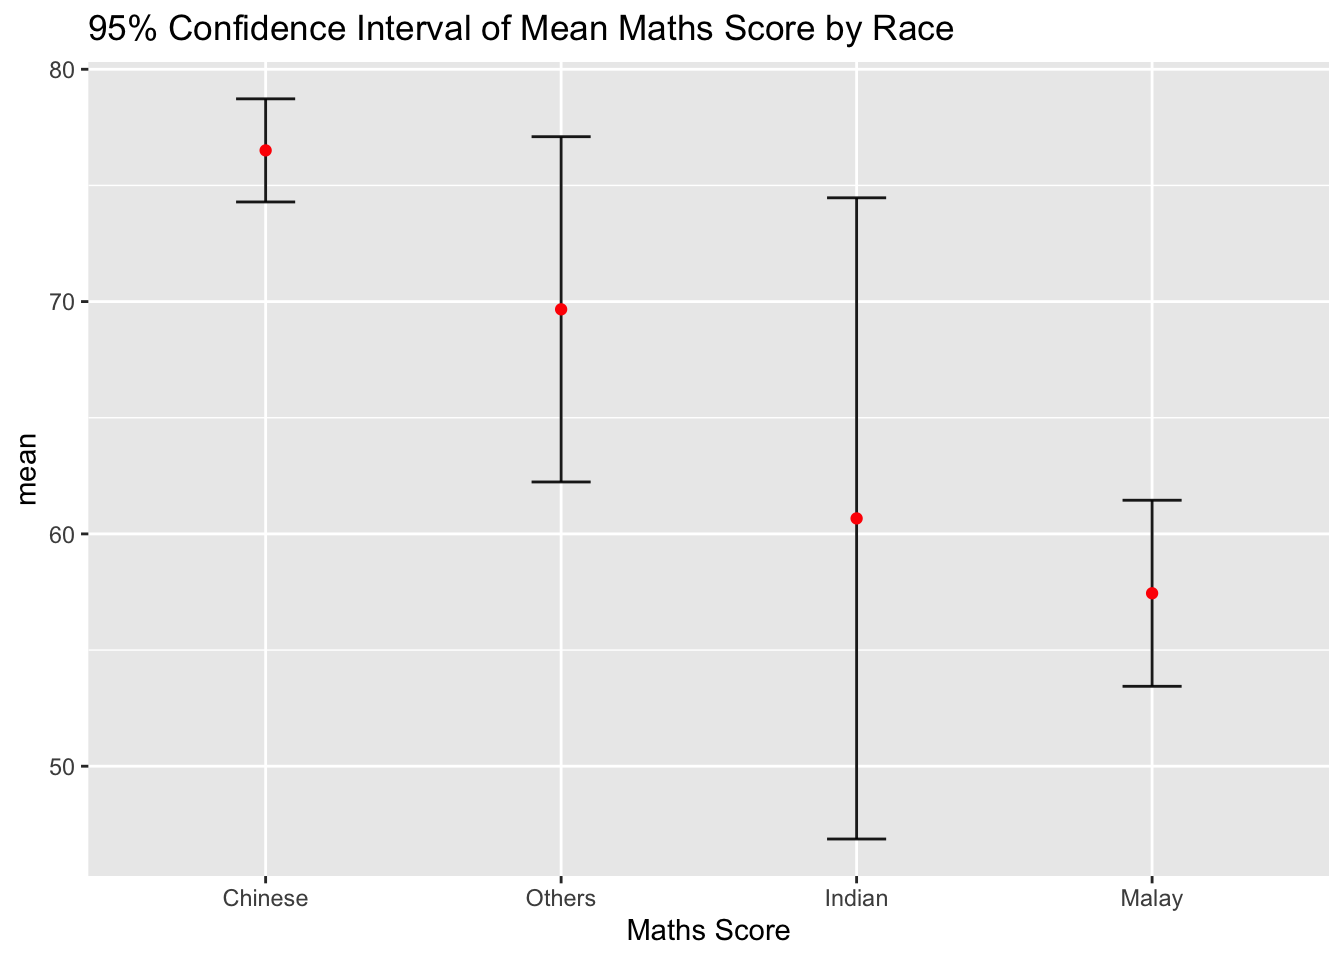 95% Confidence Interval of Mean Maths Score by Race
80
70
60
50
mean
Chinese Others Indian Malay
Maths Score